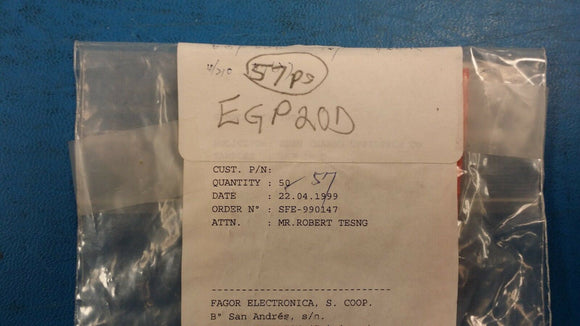 57ps
EGP20D
CUST. P/N:
QUANTITY : 50 57
DATE : 22.04.1999
ORDER N° : SFE-990147
ATTN. : MR.ROBERT TESNG
FAGOR ELECTRONICA, S. COOP.
B° San Andrés, s/n.